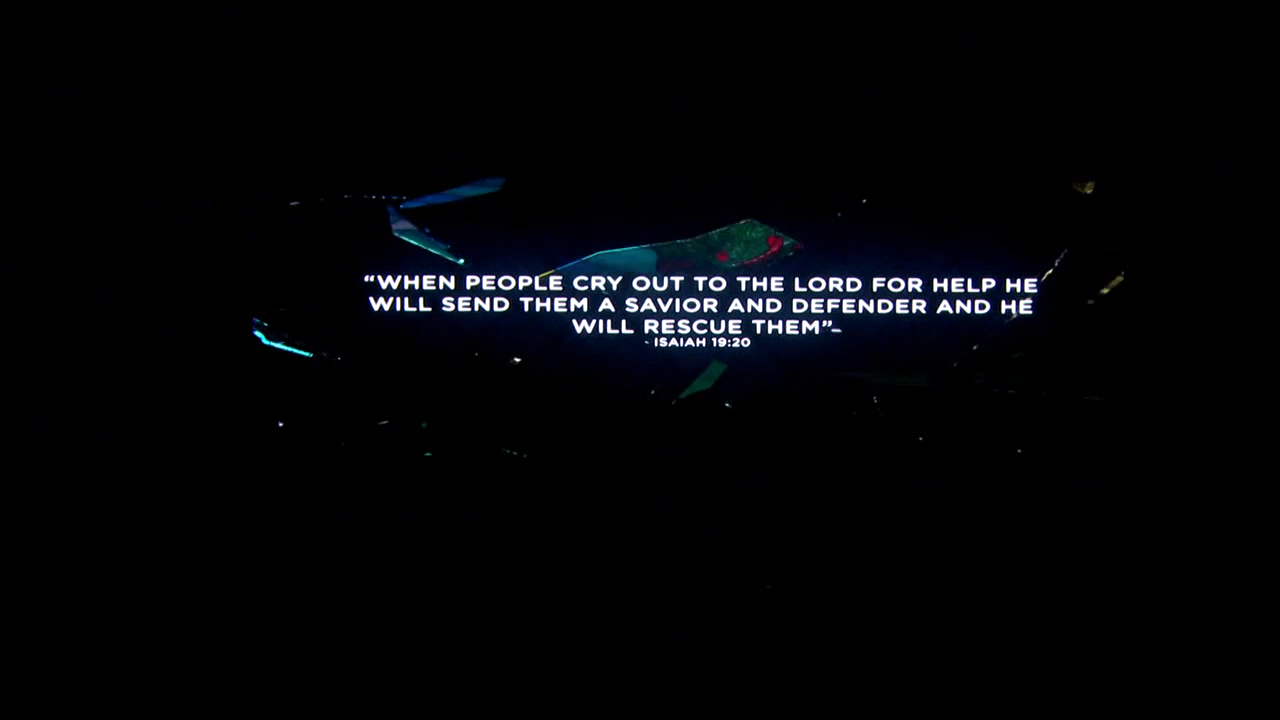 “WHEN PEOPLE CRY OUT TO THE LORD FOR HELP HE
WILL SEND THEM A SAVIOR AND DEFENDER AND HE
WILL RESCUE THEM”
- ISAIAH 19:20